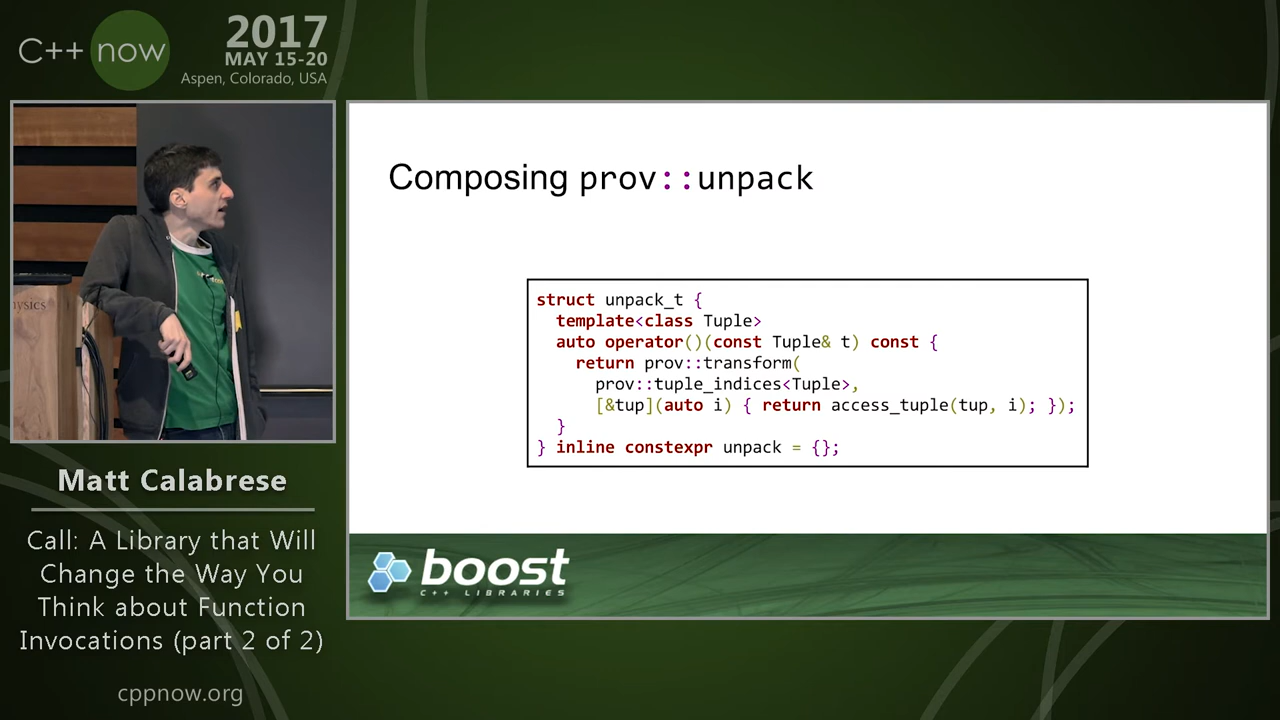 C++ now
2017
MAY 15-20
Aspen, Colorado, USA
Composing prov::unpack
struct unpack_t {
  template<class Tuple>
  auto operator()(const Tuple& t) const {
    return prov::transform(
      prov::tuple_indices<Tuple>,
      [&tup](auto i) { return access_tuple(tup, i); });
  }
} inline constexpr unpack = {};
boost
C++ LIBRARIES
Matt Calabrese
Call: A Library that Will
Change the Way You
Think about Function
Invocations (part 2 of 2)
cppnow.org